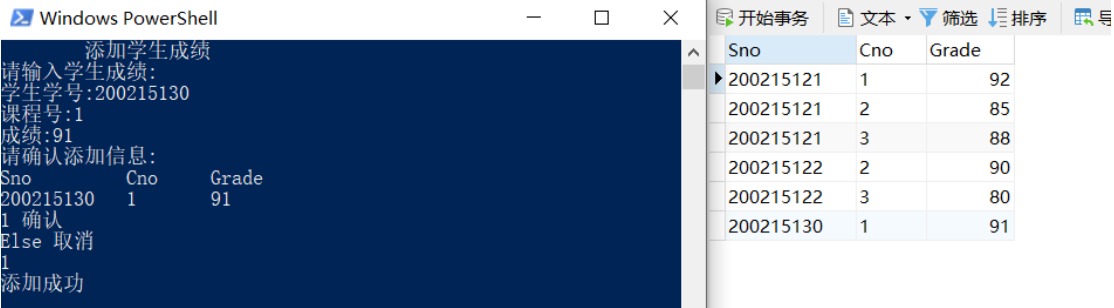 Windows PowerShell
添加学生成绩
请输入学生成绩:
学生学号:200215130
课程号:1
成绩:91
请确认添加信息:
Sno Cno Grade
200215130 1 91
1 确认
Else 取消
1
添加成功
开始事务 文本 筛选 排序
Sno Cno Grade
200215121 1 92
200215121 2 85
200215121 3 88
200215122 2 90
200215122 3 80
200215130 1 91